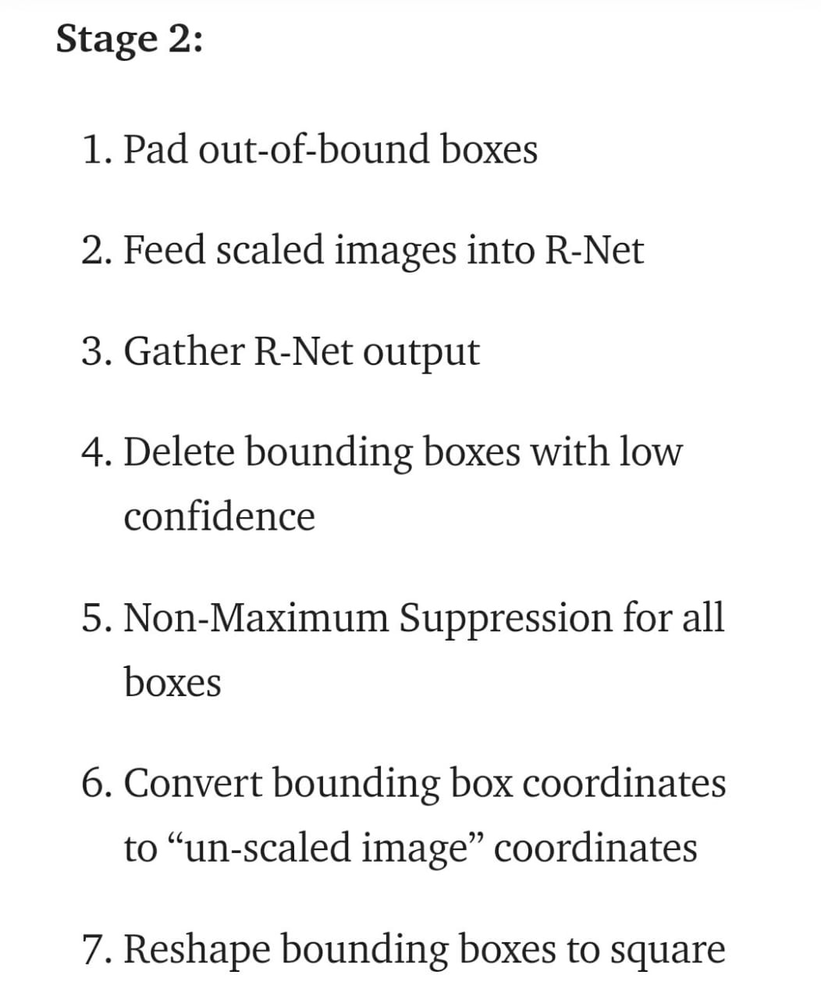 Stage 2:
1. Pad out-of-bound boxes
2. Feed scaled images into R-Net
3. Gather R-Net output
4. Delete bounding boxes with low
confidence
5. Non-Maximum Suppression for all
boxes
6. Convert bounding box coordinates
to “un-scaled image” coordinates
7. Reshape bounding boxes to square